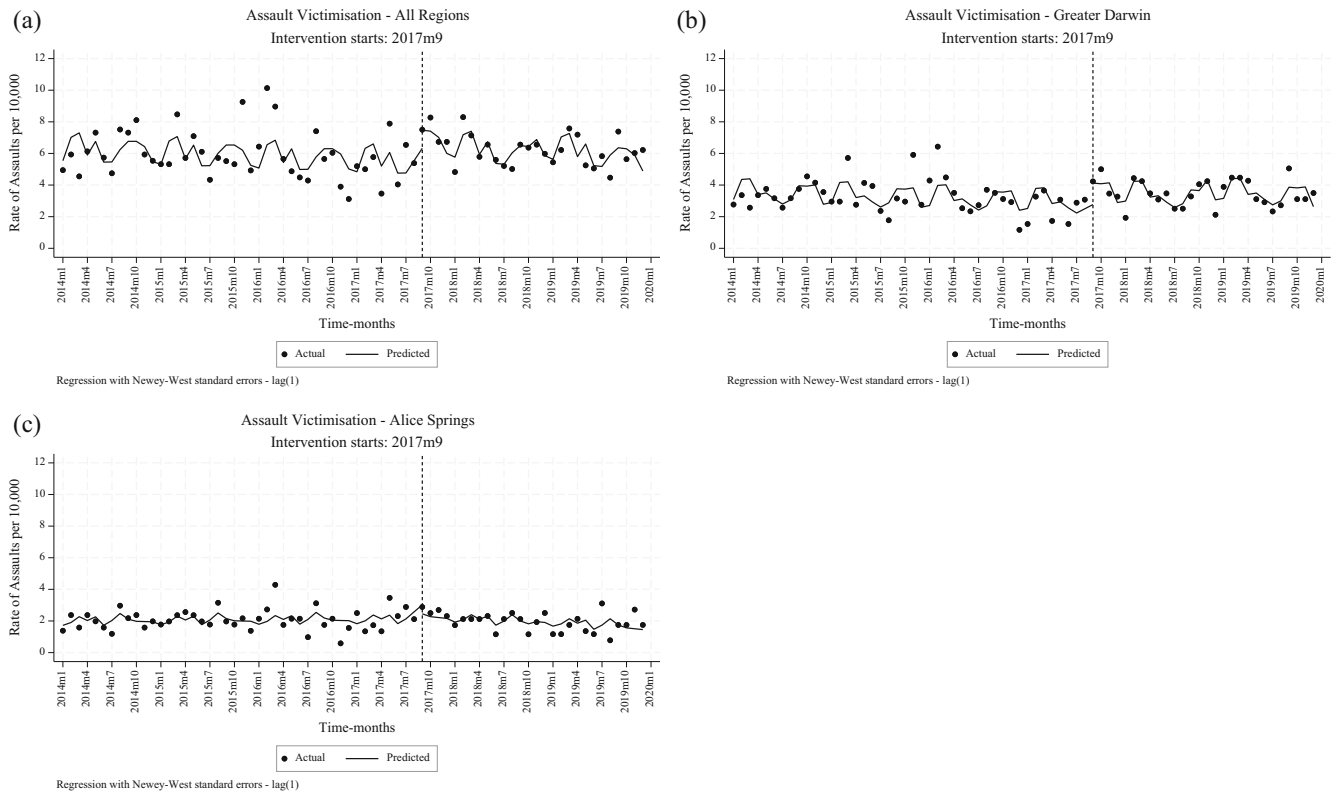 (a)
Assault Victimisation - All Regions
Intervention starts: 2017m9
Rate of Assaults per 10,000
12
10
8
6
4
2
0
2014m1 2014m4 2014m7 2014m10 2015m1 2015m4 2015m7 2015m10 2016m1 2016m4 2016m7 2016m10 2017m1 2017m4 2017m7 2017m10 2018m1 2018m4 2018m7 2018m10 2019m1 2019m4 2019m7 2019m10 2020m1
Time-months
Actual Predicted
Regression with Newey-West standard errors - lag(1)
(b)
Assault Victimisation - Greater Darwin
Intervention starts: 2017m9
Rate of Assaults per 10,000
12
10
8
6
4
2
0
2014m1 2014m4 2014m7 2014m10 2015m1 2015m4 2015m7 2015m10 2016m1 2016m4 2016m7 2016m10 2017m1 2017m4 2017m7 2017m10 2018m1 2018m4 2018m7 2018m10 2019m1 2019m4 2019m7 2019m10 2020m1
Time-months
Actual Predicted
Regression with Newey-West standard errors - lag(1)
(c)
Assault Victimisation - Alice Springs
Intervention starts: 2017m9
Rate of Assaults per 10,000
12
10
8
6
4
2
0
2014m1 2014m4 2014m7 2014m10 2015m1 2015m4 2015m7 2015m10 2016m1 2016m4 2016m7 2016m10 2017m1 2017m4 2017m7 2017m10 2018m1 2018m4 2018m7 2018m10 2019m1 2019m4 2019m7 2019m10 2020m1
Time-months
Actual Predicted
Regression with Newey-West standard errors - lag(1)